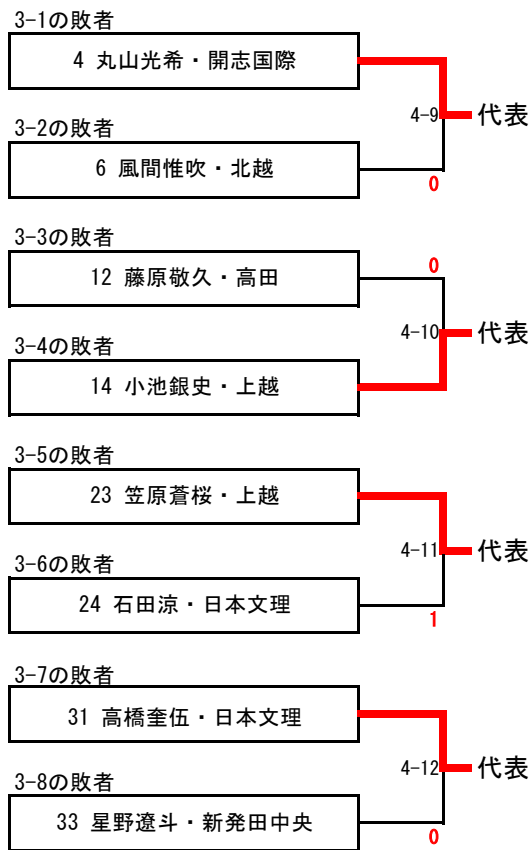 3-1の敗者
4 丸山光希・開志国際
4-9
代表
3-2の敗者
6 風間惟吹・北越
0
3-3の敗者
0
12 藤原敬久・高田
4-10
代表
3-4の敗者
14 小池銀史・上越
3-5の敗者
23 笠原蒼桜・上越
4-11
代表
3-6の敗者
24 石田涼・日本文理
1
3-7の敗者
31 高橋奎伍・日本文理
4-12
代表
3-8の敗者
33 星野遼斗・新発田中央
0